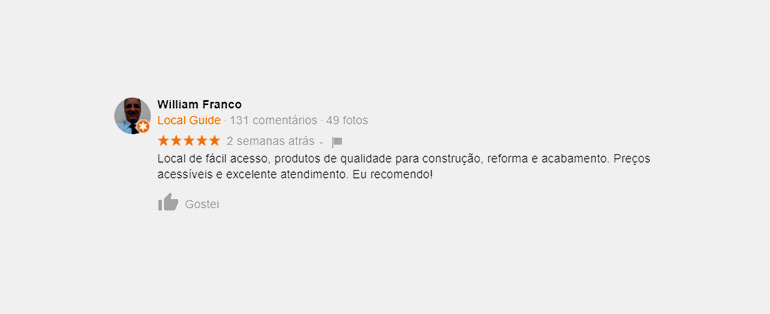 William Franco
Local Guide · 131 comentários · 49 fotos
2 semanas atrás -
Local de fácil acesso, produtos de qualidade para construção, reforma e acabamento. Preços
acessíveis e excelente atendimento. Eu recomendo!
Gostei